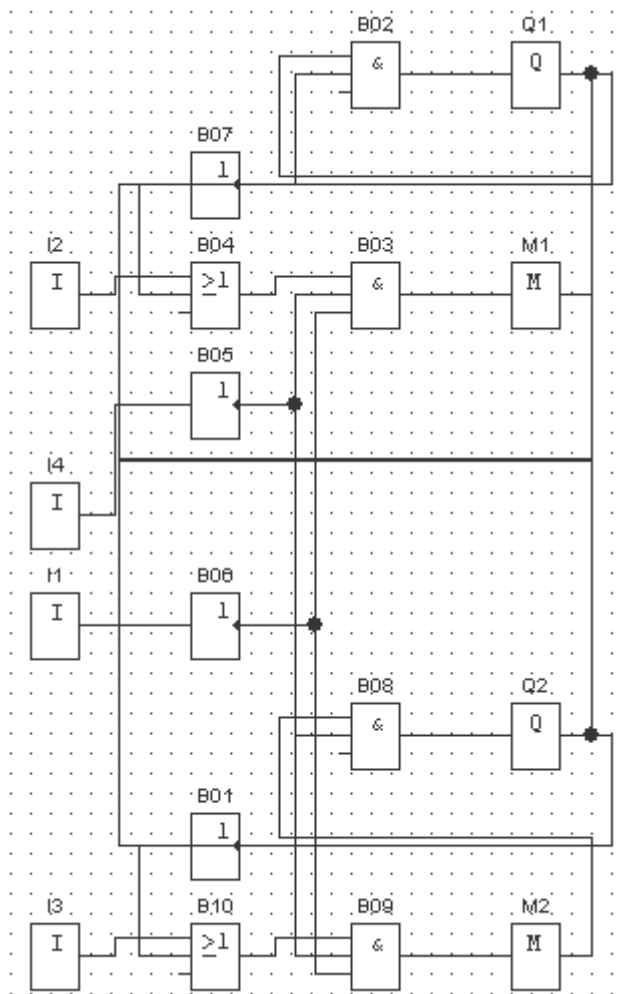 B02 Q1
& Q
B07
1
I2 B04 B03 M1
I ≥1 & M
B05
1
I4
I
I1 B06
I 1
B08 Q2
& Q
B01
1
I3 B10 B09 M2
I ≥1 & M